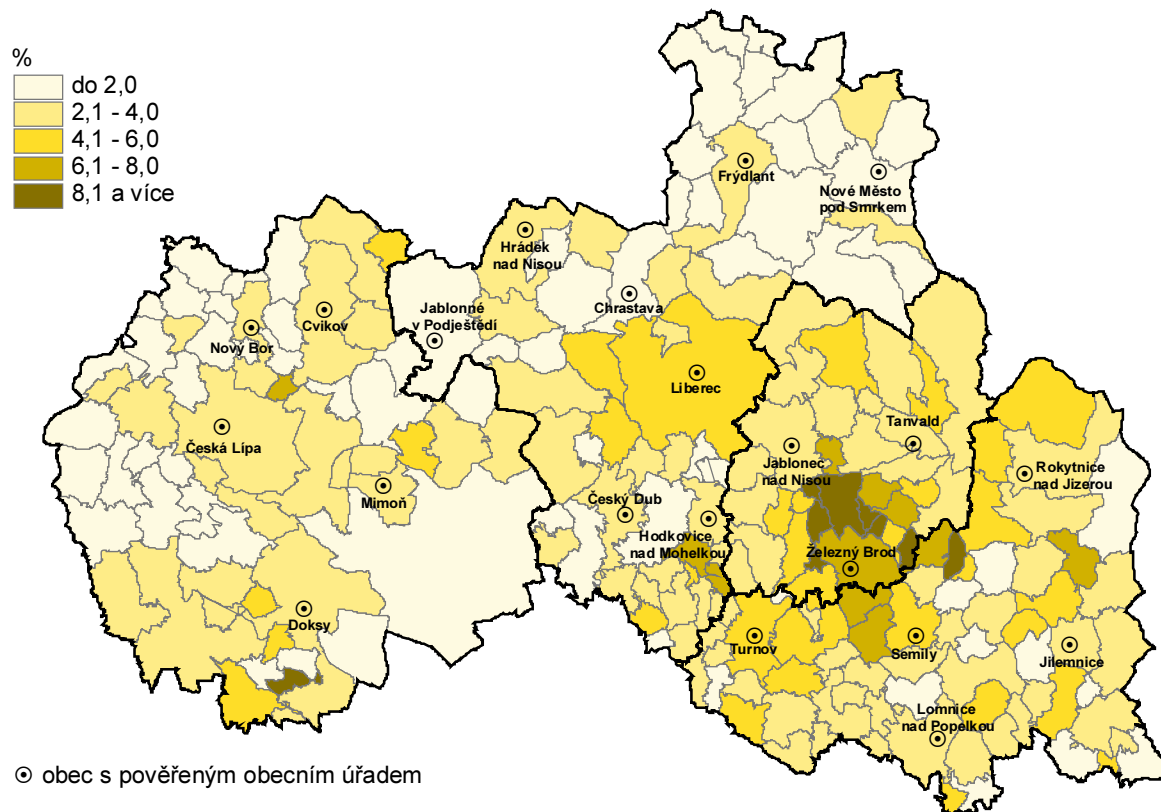 %
do 2,0
2,1 - 4,0
4,1 - 6,0
6,1 - 8,0
8,1 a více
Frýdlant
Nové Město
pod Smrkem
Hrádek
nad Nisou
Chrastava
Jablonné
v Podještědí
Cvikov
Nový Bor
Liberec
Tanvald
Česká Lípa
Jablonec
nad Nisou
Rokytnice
nad Jizerou
Mimoň
Český Dub
Hodkovice
nad Mohelkou
Železný Brod
Doksy
Turnov
Semily
Jilemnice
Lomnice
nad Popelkou
obec s pověřeným obecním úřadem